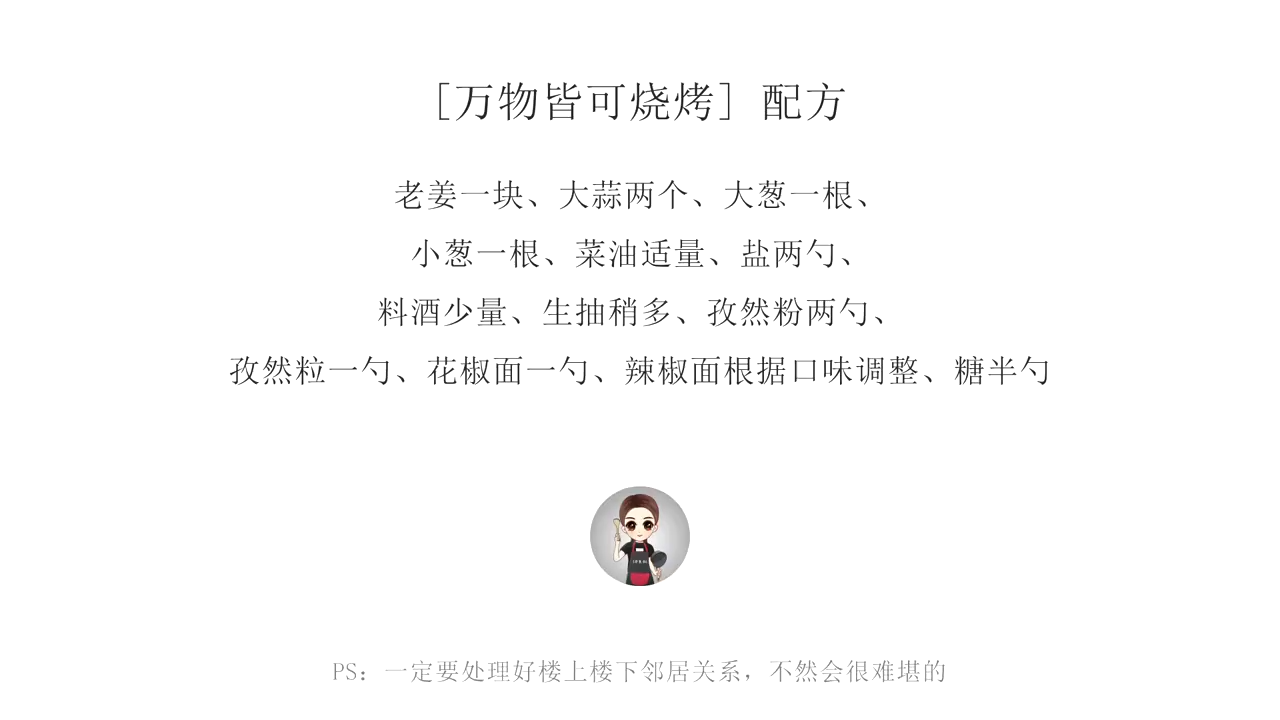 [万物皆可烧烤] 配方
老姜一块、大蒜两个、大葱一根、
小葱一根、菜油适量、盐两勺、
料酒少量、生抽稍多、孜然粉两勺、
孜然粒一勺、花椒面一勺、辣椒面根据口味调整、糖半勺
PS：一定要处理好楼上楼下邻居关系，不然会很难堪的